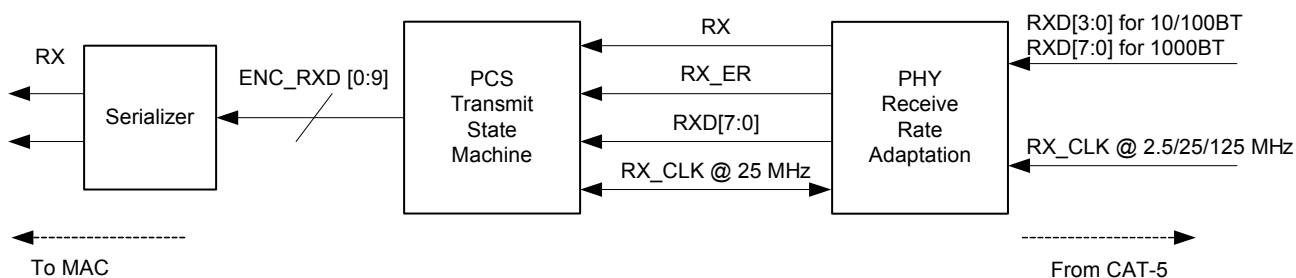 RX
Serializer
ENC_RXD [0:9]
PCS
Transmit
State
Machine
RX
RX_ER
RXD[7:0]
RX_CLK @ 25 MHz
PHY
Receive
Rate
Adaptation
RXD[3:0] for 10/100BT
RXD[7:0] for 1000BT
RX_CLK @ 2.5/25/125 MHz
To MAC
From CAT-5